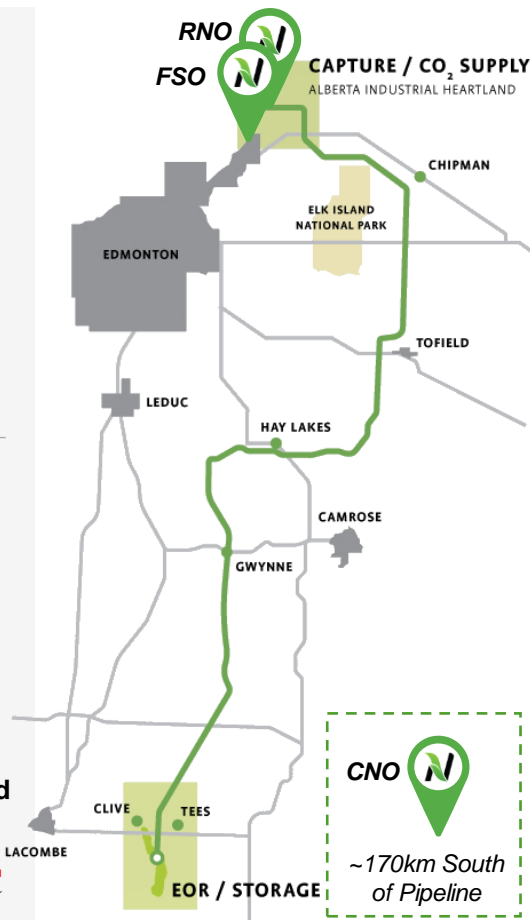 RNO
FSO
CAPTURE / CO₂ SUPPLY
ALBERTA INDUSTRIAL HEARTLAND
CHIPMAN
ELK ISLAND
NATIONAL PARK
EDMONTON
TOFIELD
LEDUC
HAY LAKES
CAMROSE
GWYNNE
CNO
~170km South
of Pipeline
d
CLIVE
TEES
LACOMBE
EOR / STORAGE